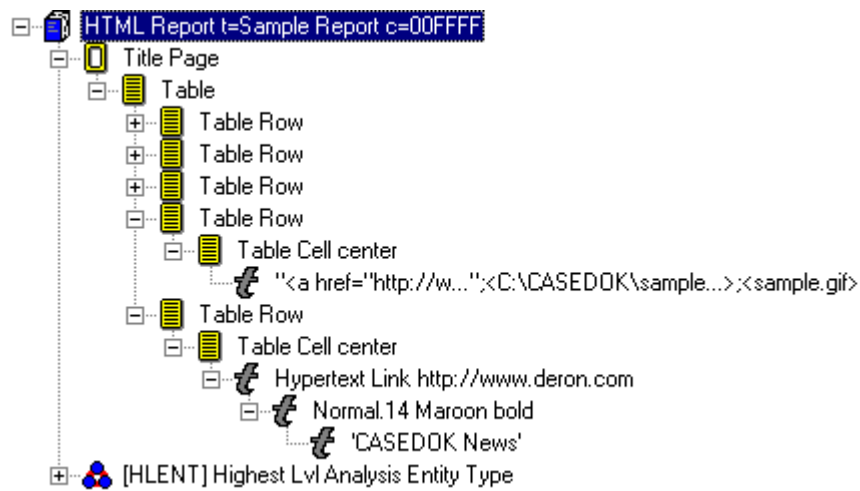 HTML Report t=Sample Report c=00FFFF
Title Page
Table
Table Row
Table Row
Table Row
Table Row
Table Cell center
"<a href="http://w...";<C:\CASEDOK\sample...>;<sample.gif>
Table Row
Table Cell center
Hypertext Link http://www.deron.com
Normal.14 Maroon bold
'CASEDOK News'
[HLENT] Highest Lvl Analysis Entity Type